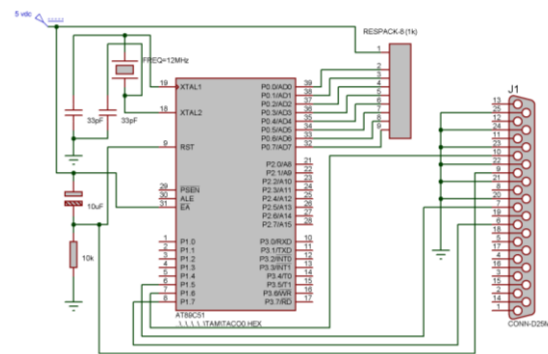 5 vdc
FREQ=12MHz
33pF
33pF
10uF
10k
19 XTAL1
18 XTAL2
9 RST
29 PSEN
30 ALE
31 EA
1 P1.0
2 P1.1
3 P1.2
4 P1.3
5 P1.4
6 P1.5
7 P1.6
8 P1.7
P0.0/AD0 39
P0.1/AD1 38
P0.2/AD2 37
P0.3/AD3 36
P0.4/AD4 35
P0.5/AD5 34
P0.6/AD6 33
P0.7/AD7 32
P2.0/A8 21
P2.1/A9 22
P2.2/A10 23
P2.3/A11 24
P2.4/A12 25
P2.5/A13 26
P2.6/A14 27
P2.7/A15 28
P3.0/RXD 10
P3.1/TXD 11
P3.2/INT0 12
P3.3/INT1 13
P3.4/T0 14
P3.5/T1 15
P3.6/WR 16
P3.7/RD 17
AT89C51
RESPACK-8(1k)
1
2
3
4
5
6
7
8
9
J1
13
25
12
24
11
23
10
22
9
21
8
20
7
19
6
18
5
17
4
16
3
15
2
14
1
CONN-D25M